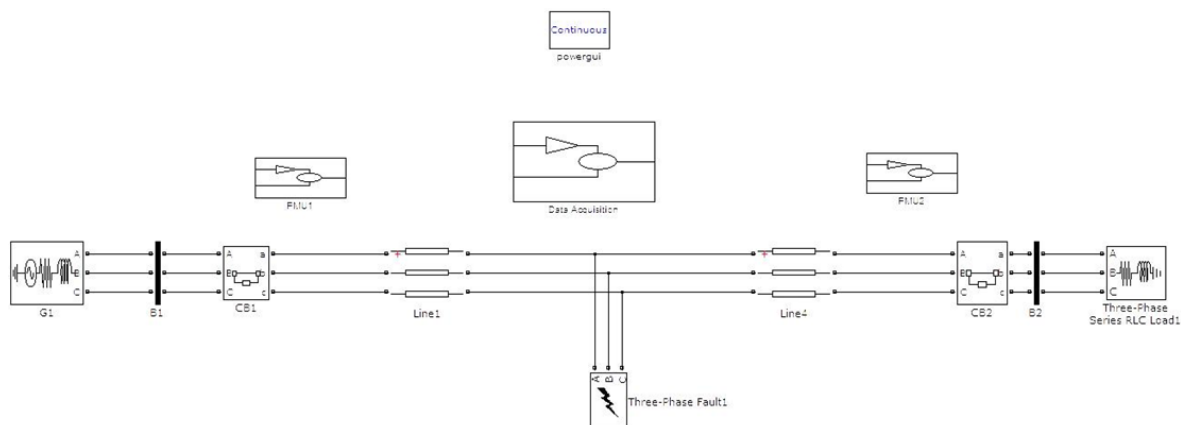 Continuous
powergui
PMU1
Data Acquisition
PMU2
A
B
C
G1
B1
A
B
C
a
b
c
CB1
Line1
Line4
A
B
C
a
b
c
CB2
B2
A
B
C
Three-Phase
Series RLC Load1
A
B
C
Three-Phase Fault1